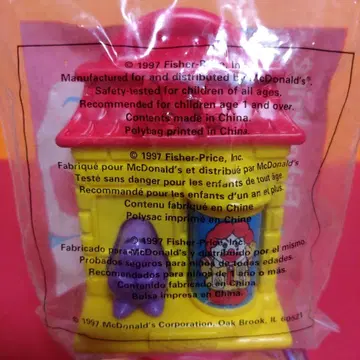 © 1997 Fisher-Price, Inc.
Manufactured for and distributed by McDonald's®.
Safety-tested for children of all ages.
Recommended for children age 1 and over.
Contents made in China.
Polybag printed in China.
© 1997 Fisher-Price, Inc.
Fabriqué pour McDonald's et distribué par McDonald's
Testé sans danger pour les enfants de tout âge.
Recommandé pour les enfants d'un an et plus.
Contenu fabriqué en Chine.
Polysac imprimé en Chine.
© 1997 Fisher-Price, Inc.
Fabricado para McDonald's y distribuido por el mismo.
Probados seguros para niños de todas edades.
Recomendados para niños de 1 año o más.
Contenido fabricado en China.
Bolsa impresa en China.
© 1997 McDonald's Corporation, Oak Brook, IL 60521